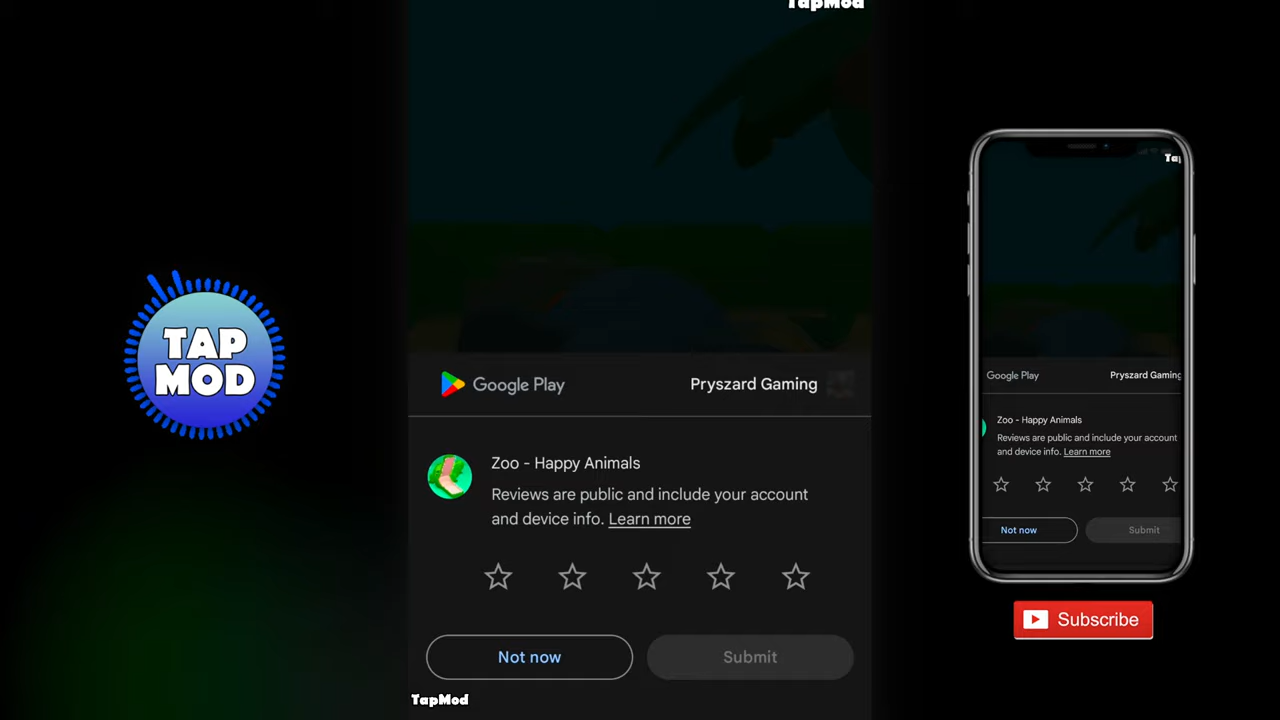 TapMod
TAP
MOD
Google Play
Pryszard Gaming
Zoo - Happy Animals
Reviews are public and include your account
and device info. Learn more
Not now
Submit
TapMod
Tap
Google Play
Pryszard Gaming
Zoo - Happy Animals
Reviews are public and include your account
and device info. Learn more
Not now
Submit
Subscribe